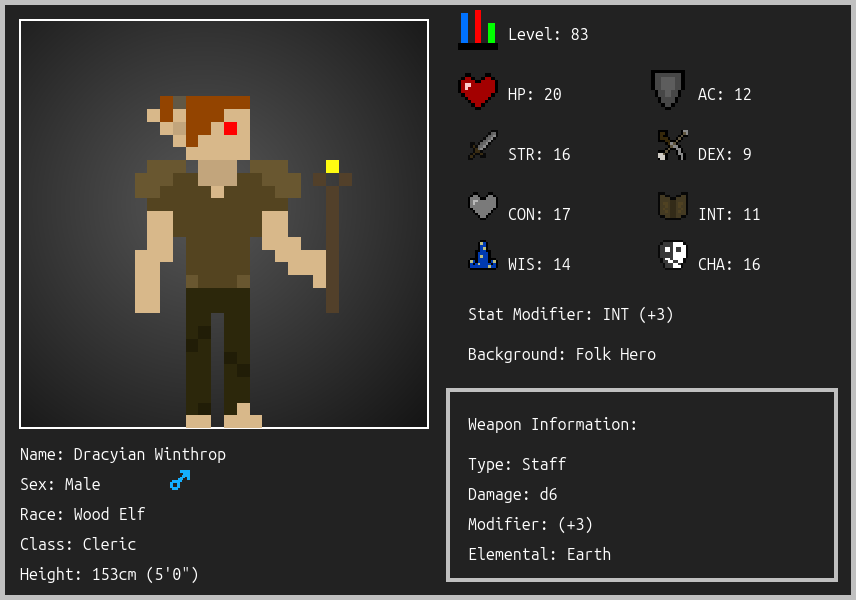 Level: 83
HP: 20
AC: 12
STR: 16
DEX: 9
CON: 17
INT: 11
WIS: 14
CHA: 16
Stat Modifier: INT (+3)
Background: Folk Hero
Weapon Information:
Type: Staff
Damage: d6
Modifier: (+3)
Elemental: Earth
Name: Dracyian Winthrop
Sex: Male
Race: Wood Elf
Class: Cleric
Height: 153cm (5'0")